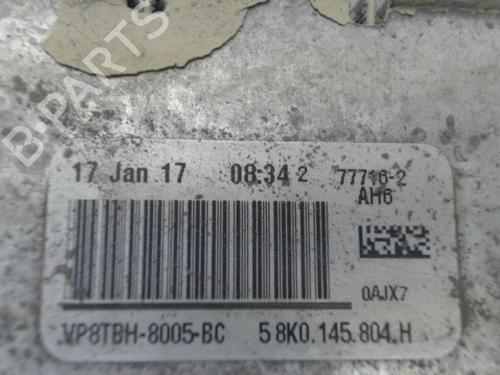 B-PARTS
17 Jan 17 08:34 2 77716-2
AH6
0AJX7
VP8TBH-8005-BC 5 8K0.145.804.H